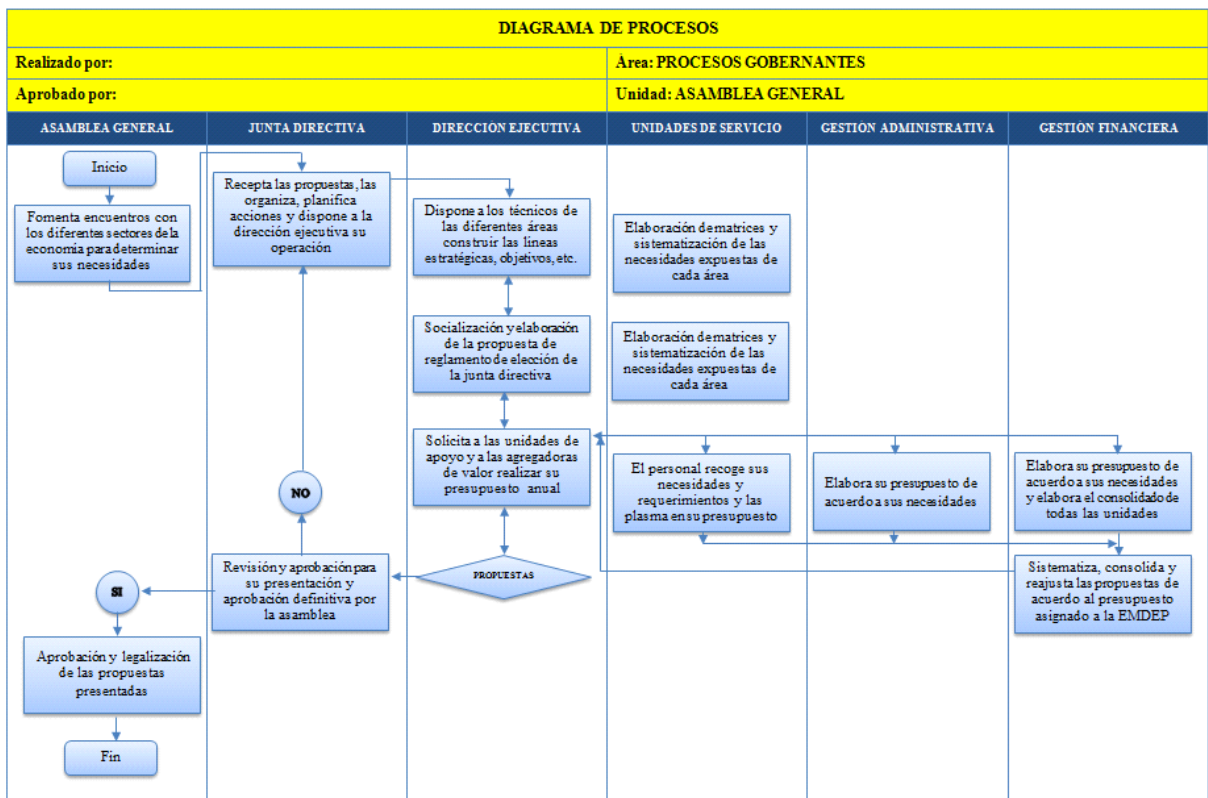 DIAGRAMA DE PROCESOS
Realizado por:
Área: PROCESOS GOBERNANTES
Aprobado por:
Unidad: ASAMBLEA GENERAL
ASAMBLEA GENERAL
JUNTA DIRECTIVA
DIRECCIÓN EJECUTIVA
UNIDADES DE SERVICIO
GESTIÓN ADMINISTRATIVA
GESTIÓN FINANCIERA
Inicio
Fomenta encuentros con
los diferentes sectores de la
economía para determinar
sus necesidades
Recepta las propuestas, las
organiza, planifica
acciones y dispone a la
dirección ejecutiva su
operación
Dispone a los técnicos de
las diferentes áreas
construir las líneas
estratégicas, objetivos, etc.
Elaboración de matrices y
sistematización de las
necesidades expuestas de
cada área
Socialización y elaboración
de la propuesta de
reglamento de elección de
la junta directiva
Elaboración de matrices y
sistematización de las
necesidades expuestas de
cada área
Solicita a las unidades de
apoyo y a las agregadoras
de valor realizar su
presupuesto anual
El personal recoge sus
necesidades y
requerimientos y las
plasma en su presupuesto
Elabora su presupuesto de
acuerdo a sus necesidades
Elabora su presupuesto de
acuerdo a sus necesidades
y elabora el consolidado de
todas las unidades
NO
PROPUESTAS
Revisión y aprobación para
su presentación y
aprobación definitiva por
la asamblea
Sistematiza, consolida y
reajusta las propuestas de
acuerdo al presupuesto
asignado a la EMDEP
SI
Aprobación y legalización
de las propuestas
presentadas
Fin